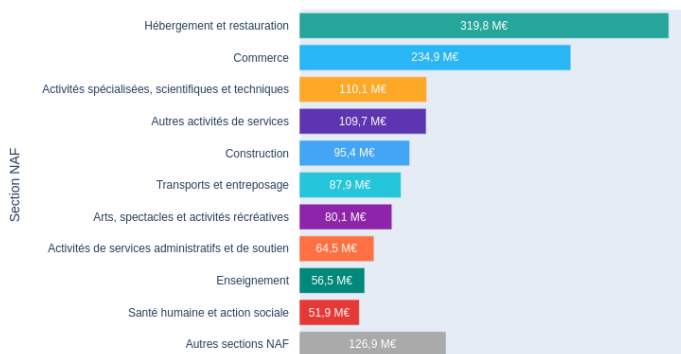 Hébergement et restauration 319,8 M€
Commerce 234,9 M€
Activités spécialisées, scientifiques et techniques 110,1 M€
Autres activités de services 109,7 M€
Construction 95,4 M€
Transports et entreposage 87,9 M€
Arts, spectacles et activités récréatives 80,1 M€
Activités de services administratifs et de soutien 64,5 M€
Enseignement 56,5 M€
Santé humaine et action sociale 51,9 M€
Autres sections NAF 126,9 M€
Section NAF